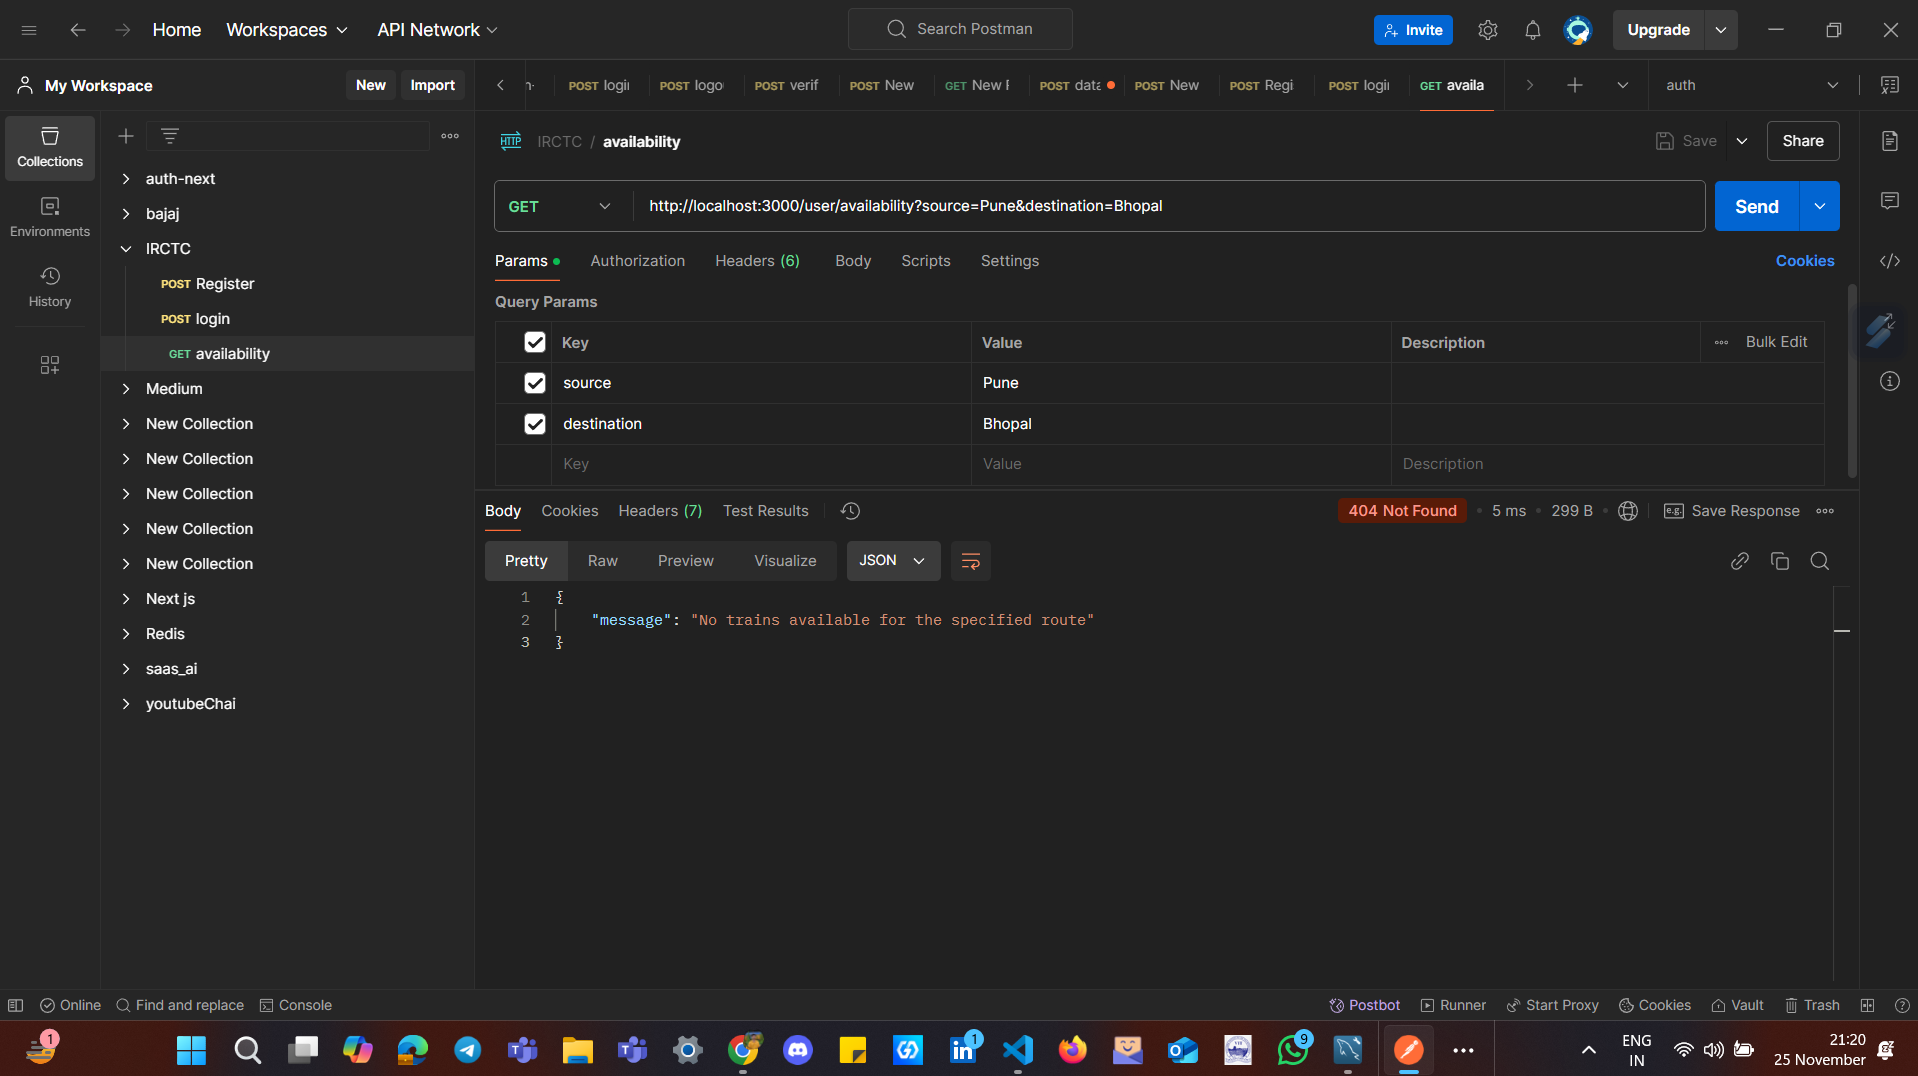 Home
Workspaces
API Network
Search Postman
Invite
Upgrade
My Workspace
New
Import
POST
POST
POST verif
POST New
GET New
POST
POST New
POST Regi
POST
GET availa
auth
Collections
Environments
History
auth-next
bajaj
IRCTC
POST Register
POST login
GET availability
Medium
New Collection
New Collection
New Collection
New Collection
New Collection
Next js
Redis
saas_ai
youtubeChai
HTTP
IRCTC / availability
Save
Share
GET
http://localhost:3000/user/availability?source=Pune&destination=Bhopal
Send
Params
Authorization
Headers (6)
Body
Scripts
Settings
Cookies
Query Params
Key
Value
Description
Bulk Edit
source
Pune
destination
Bhopal
Key
Value
Description
Body
Cookies
Headers (7)
Test Results
404 Not Found
5 ms
299 B
e.g.
Save Response
Pretty
Raw
Preview
Visualize
JSON
1 {
2 "message": "No trains available for the specified route"
3 }
Online
Find and replace
Console
Postbot
Runner
Start Proxy
Cookies
Vault
Trash
1
1
9
ENG
IN
21:20
25 November